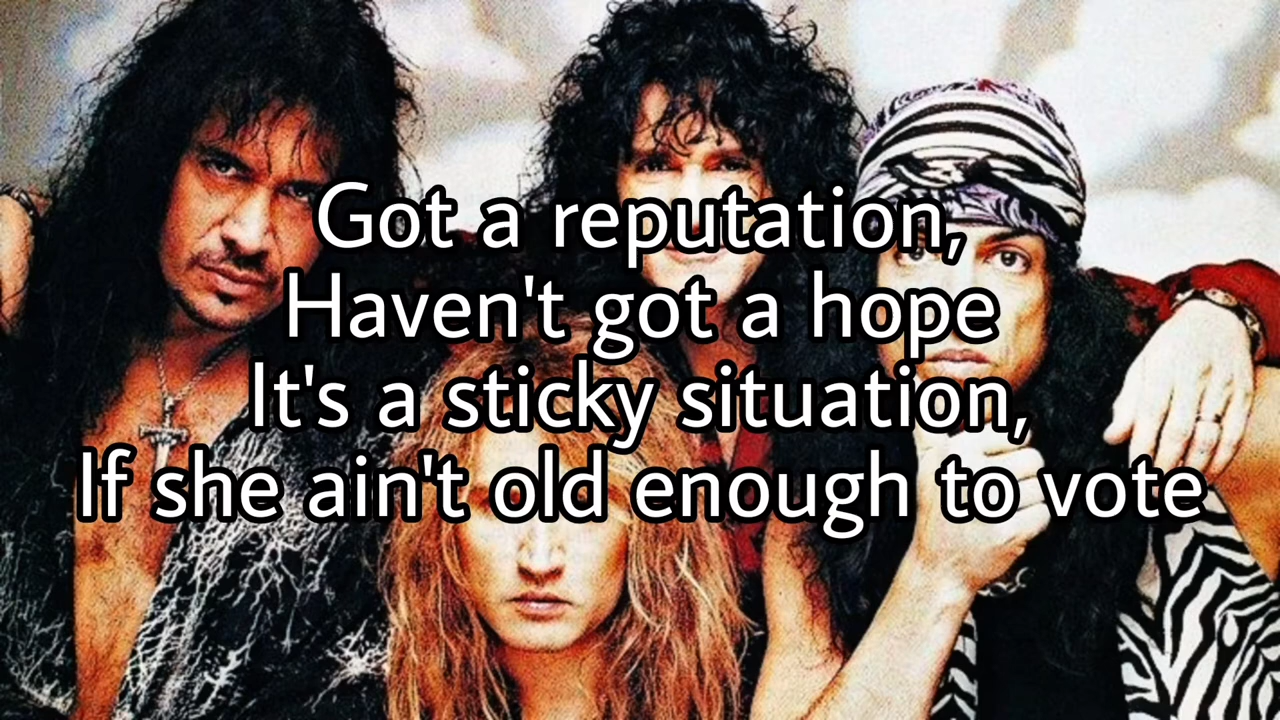 Got a reputation,
Haven't got a hope
It's a sticky situation,
If she ain't old enough to vote